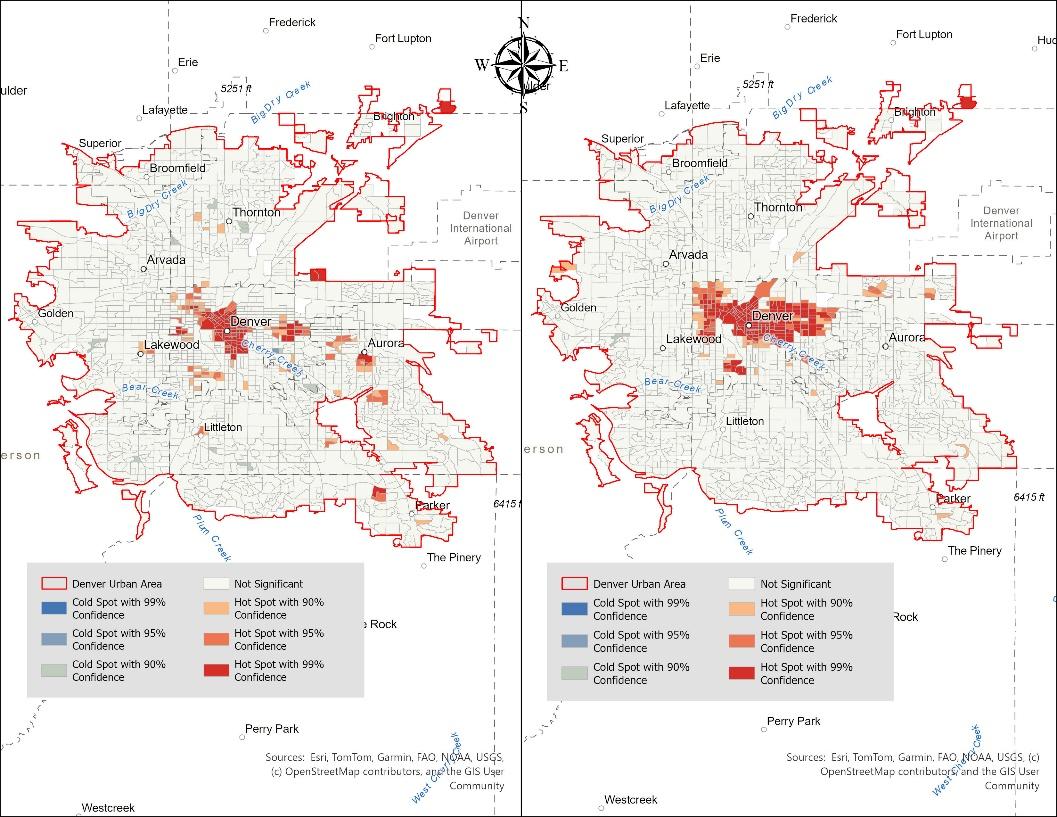 Frederick
Fort Lupton
Erie
ulder
5251 ft
Big Dry Creek
Lafayette
Brighton
Superior
Broomfield
Big Dry Creek
Thornton
Denver
International
Airport
Arvada
Golden
Denver
Lakewood
Cherry Creek
Aurora
Bear Creek
Littleton
erson
Parker
6415 f
Plum Creek
The Pinery
Denver Urban Area
Cold Spot with 99%
Confidence
Cold Spot with 95%
Confidence
Cold Spot with 90%
Confidence
Not Significant
Hot Spot with 90%
Confidence
Hot Spot with 95%
Confidence
Hot Spot with 99%
Confidence
e Rock
Perry Park
Sources: Esri, TomTom, Garmin, FAO, NOAA, USGS,
(c) OpenStreetMap contributors, and the GIS User
Community
West Cherry Creek
Westcreek
N
W E
S
Frederick
Fort Lupton
Huc
Erie
ulder
5251 ft
Big Dry Creek
Lafayette
Brighton
Superior
Broomfield
Big Dry Creek
Thornton
Denver
International
Airport
Arvada
Golden
Denver
Lakewood
Cherry Creek
Aurora
Bear Creek
Littleton
erson
Parker
6415 ft
Plum Creek
The Pinery
Denver Urban Area
Cold Spot with 99%
Confidence
Cold Spot with 95%
Confidence
Cold Spot with 90%
Confidence
Not Significant
Hot Spot with 90%
Confidence
Hot Spot with 95%
Confidence
Hot Spot with 99%
Confidence
Rock
Perry Park
Sources: Esri, TomTom, Garmin, FAO, NOAA, USGS, (c)
OpenStreetMap contributors, and the GIS User
Community
West Cherry Creek
Westcreek